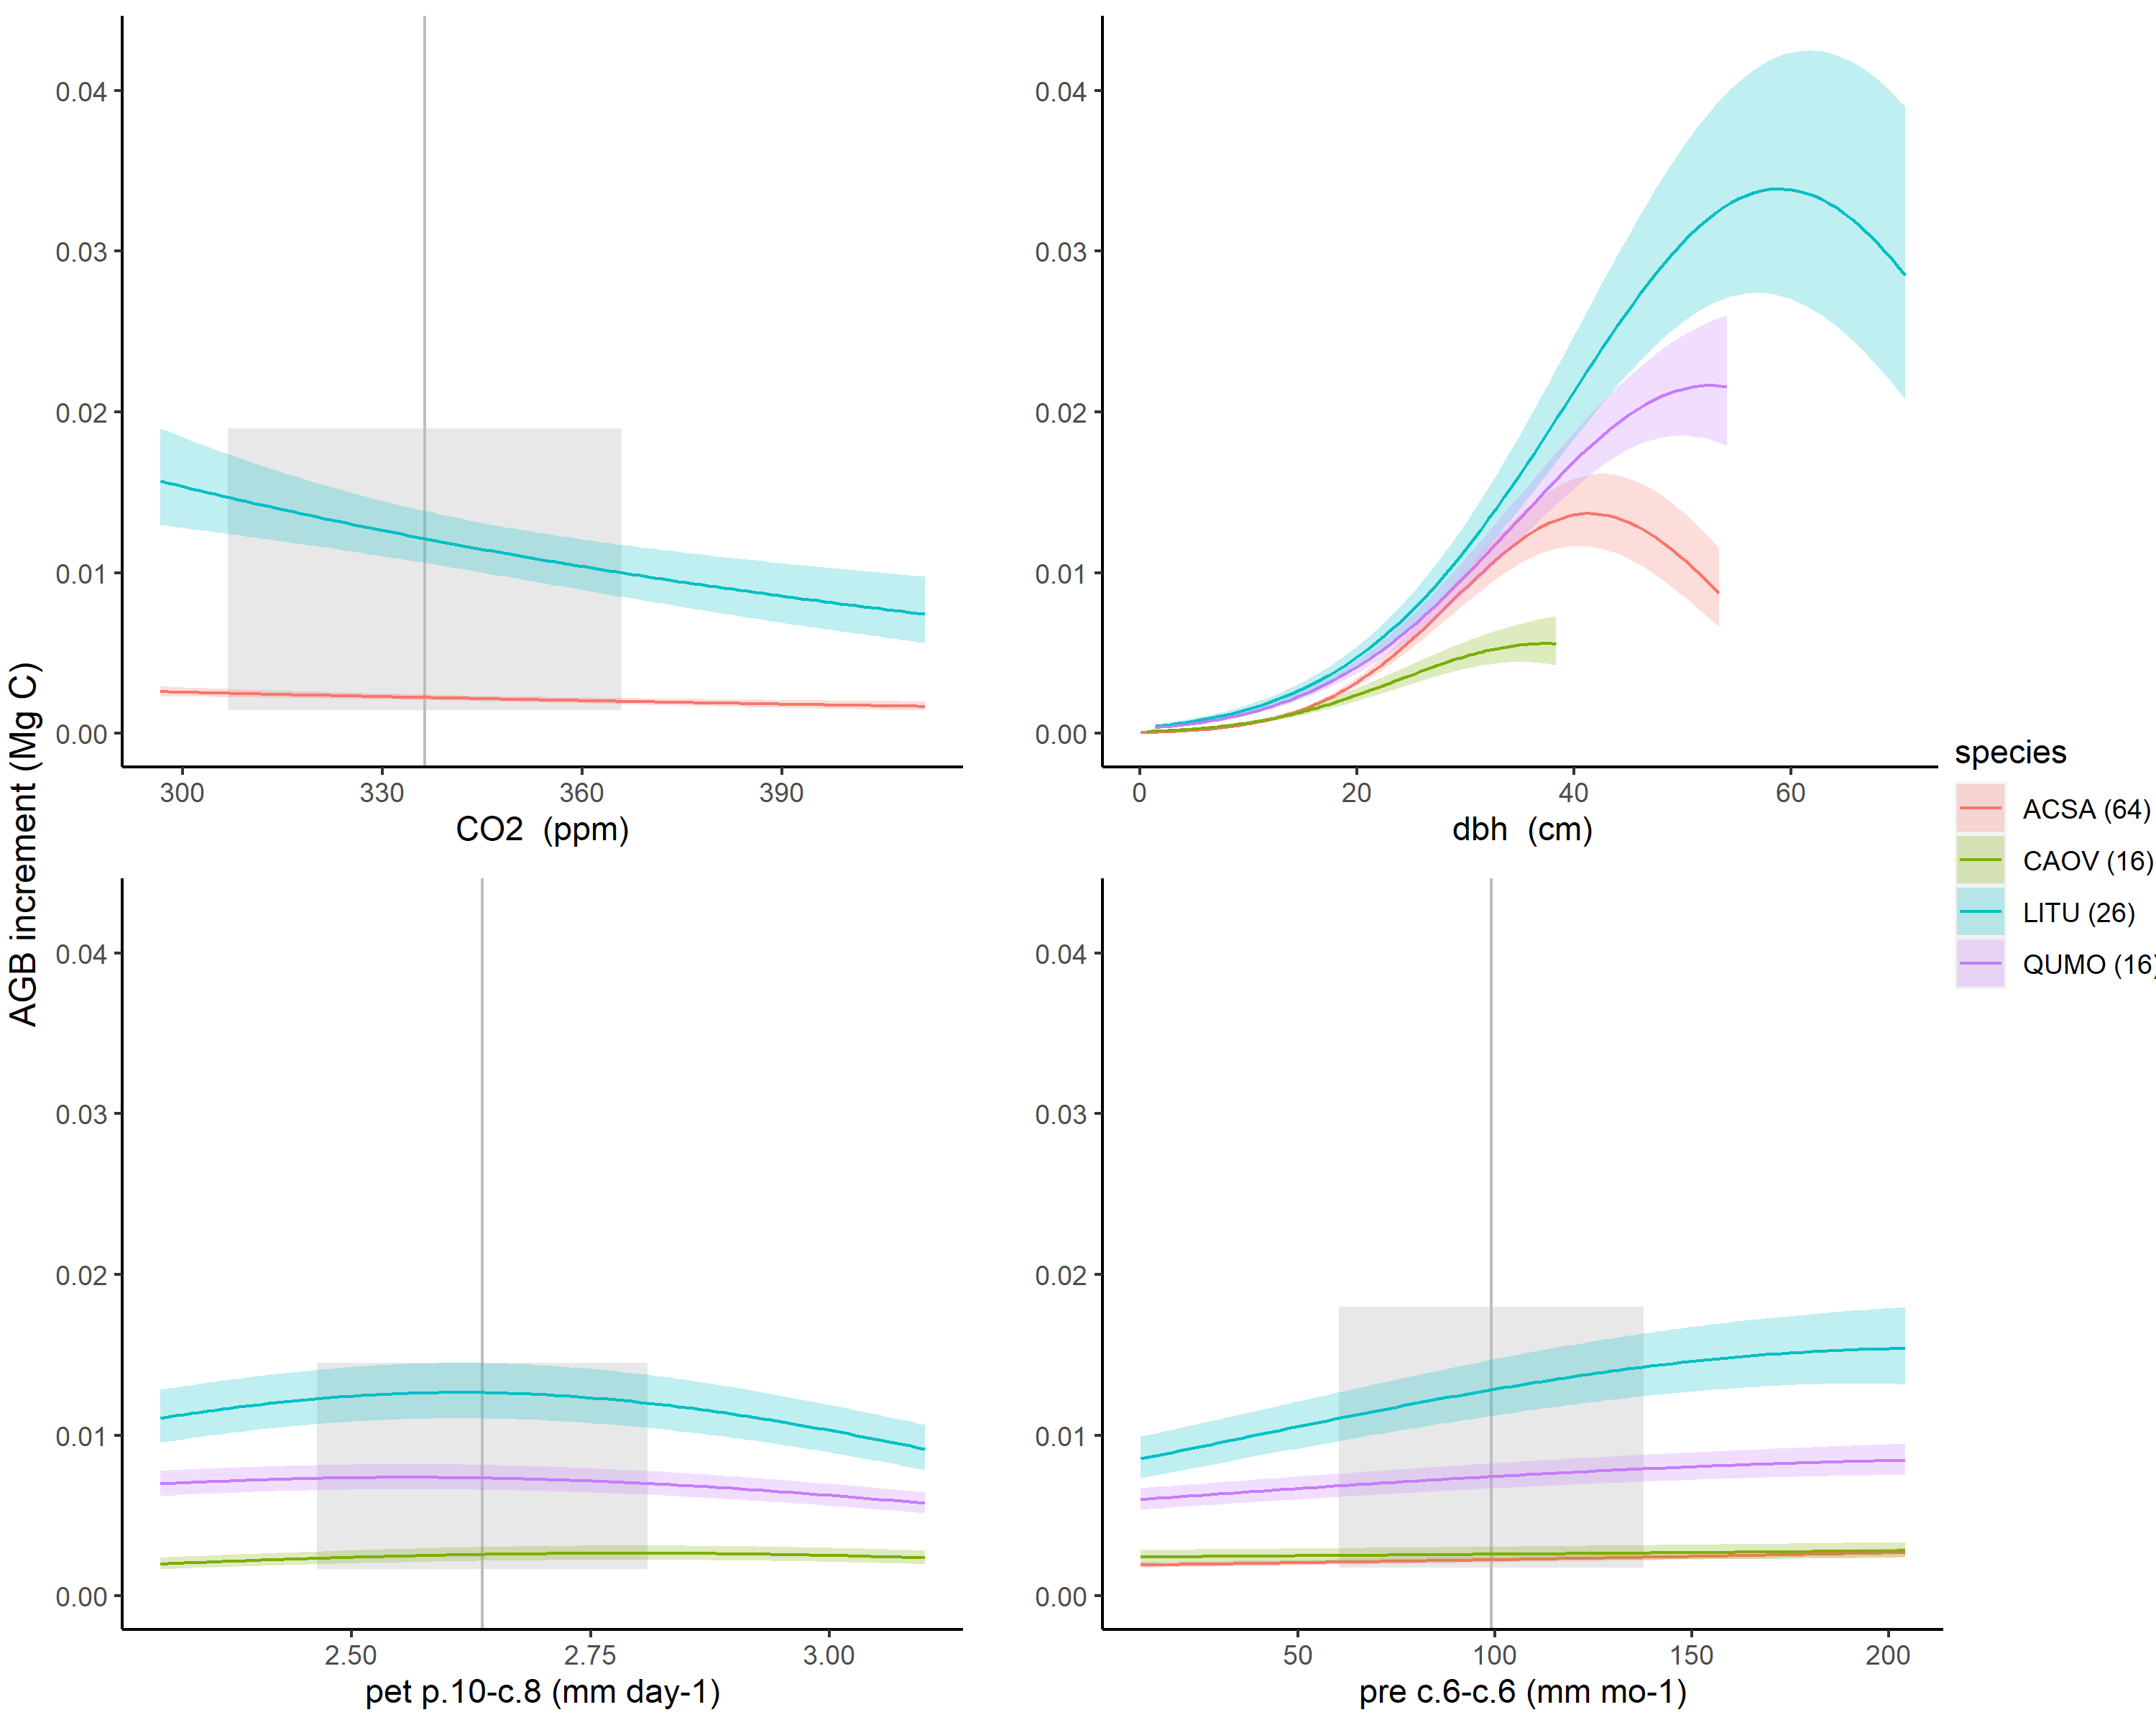 AGB increment (Mg C)
0.04
0.03
0.02
0.01
0.00
300 330 360 390
CO2 (ppm)
0.04
0.03
0.02
0.01
0.00
0 20 40 60
dbh (cm)
0.04
0.03
0.02
0.01
0.00
2.50 2.75 3.00
pet p.10-c.8 (mm day-1)
0.04
0.03
0.02
0.01
0.00
50 100 150 200
pre c.6-c.6 (mm mo-1)
species
ACSA (64)
CAOV (16)
LITU (26)
QUMO (16)